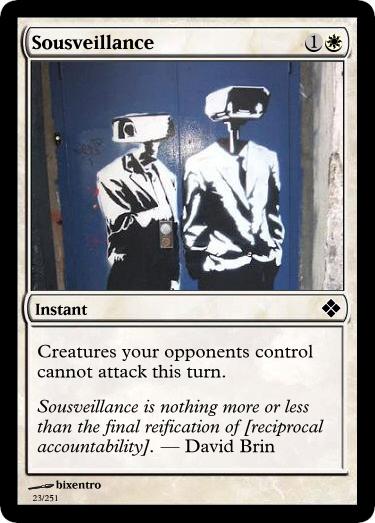 Sousveillance 1
Instant
Creatures your opponents control
cannot attack this turn.
Sousveillance is nothing more or less
than the final reification of [reciprocal
accountability]. — David Brin
bixentro
23/251